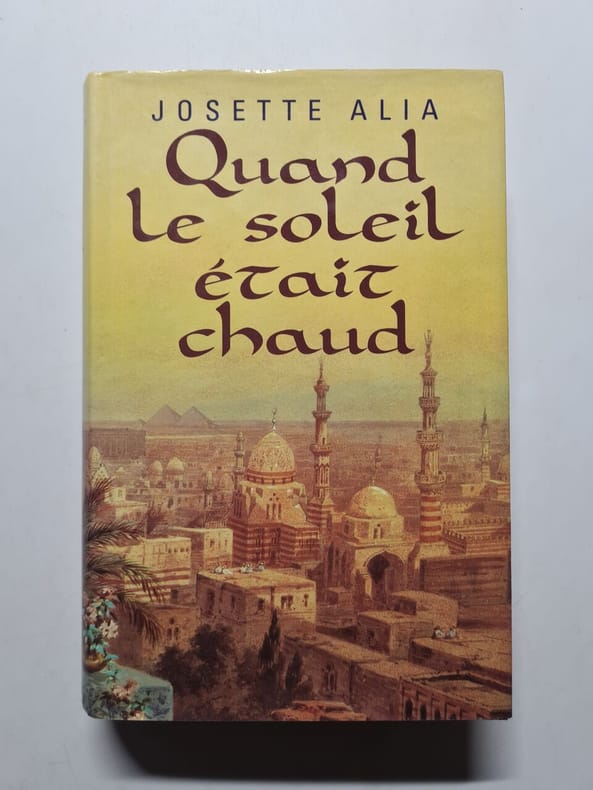 JOSETTE ALIA
Quand
le soleil
était
chaud